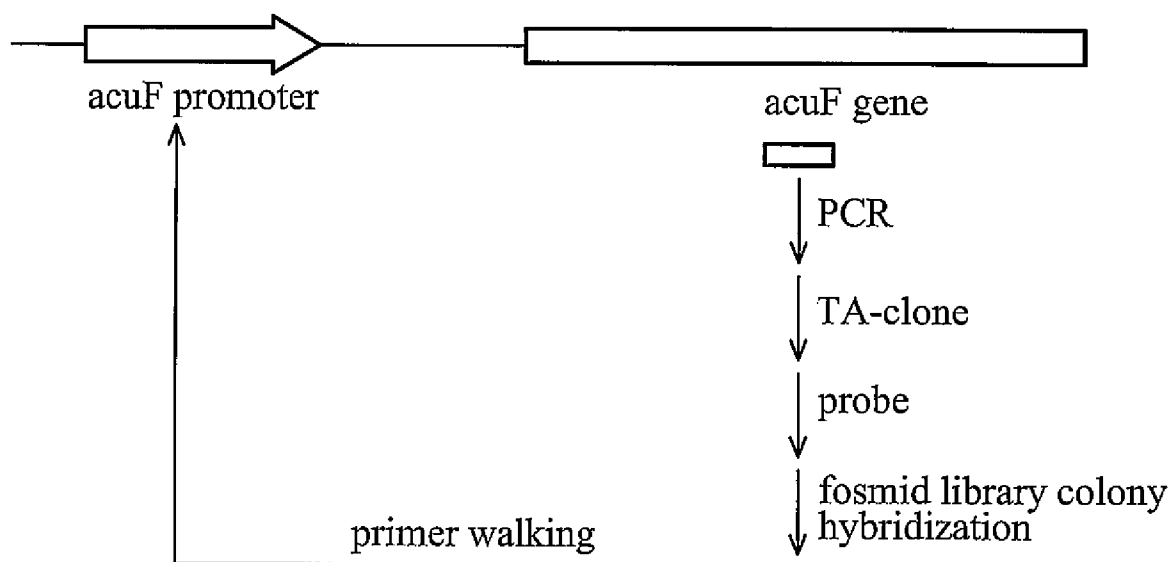 acuF promoter
acuF gene
PCR
TA-clone
probe
fosmid library colony
hybridization
primer walking